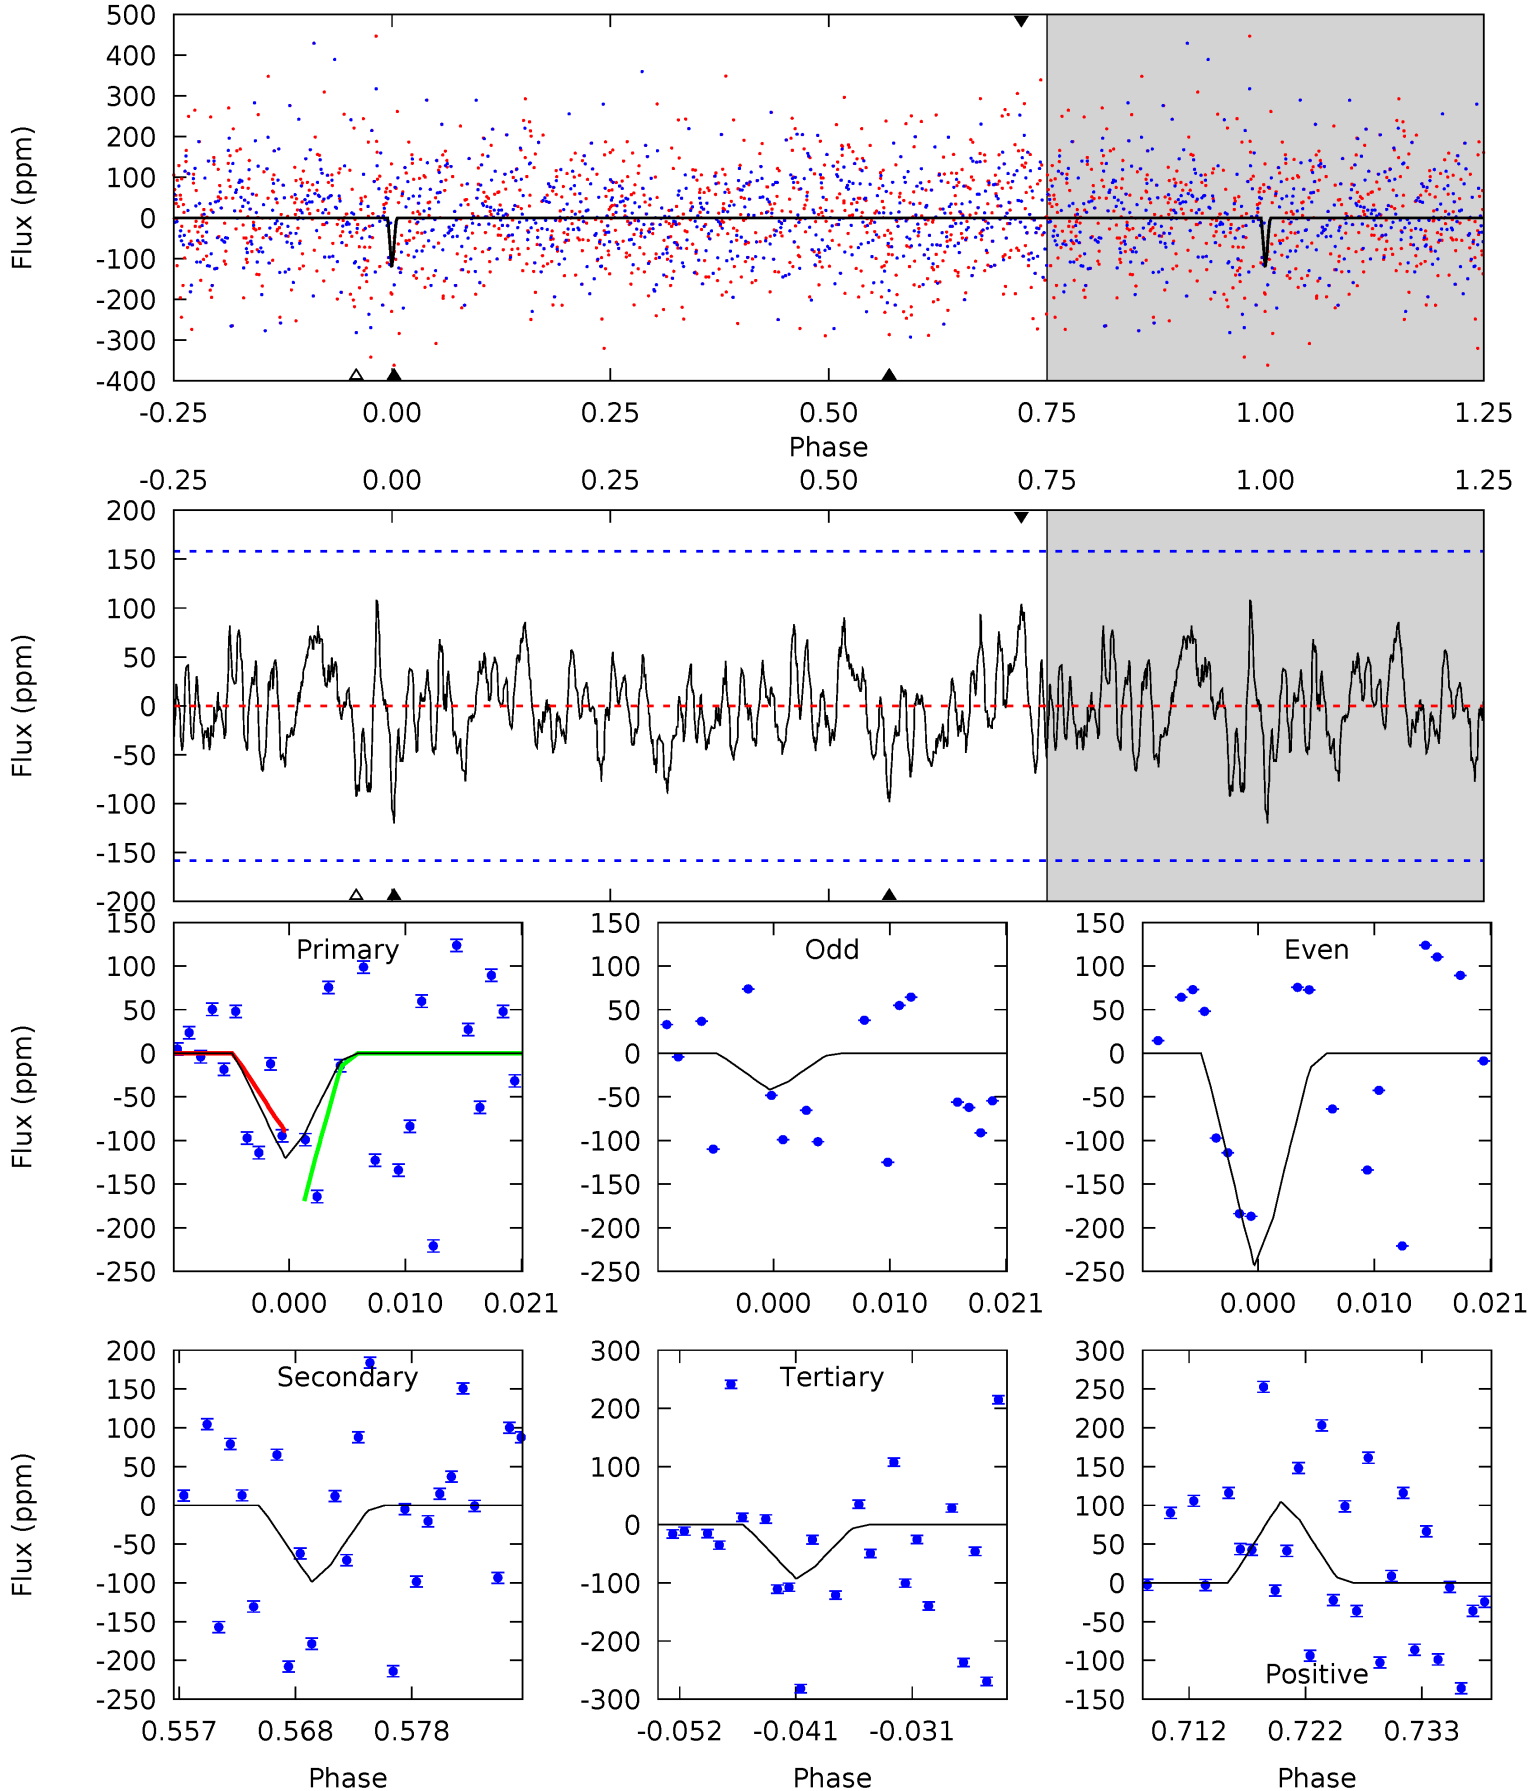 500
400
300
200
100
0
-100
-200
-300
-400
Flux (ppm)
-0.25 0.00 0.25 0.50 0.75 1.00 1.25
Phase
-0.25 0.00 0.25 0.50 0.75 1.00 1.25
200
150
100
50
0
-50
-100
-150
-200
Flux (ppm)
Primary Odd Even
150 150 150
100 100 100
50 50 50
0 0 0
-50 -50 -50
-100 -100 -100
-150 -150 -150
-200 -200 -200
-250 -250 -250
Flux (ppm)
0.000 0.010 0.021 0.000 0.010 0.021 0.000 0.010 0.021
Secondary Tertiary Positive
200 300 300
150 200 250
100 100 200
50 0 150
0 -100 100
-50 -200 50
-100 -300 0
-150 -50
-200 -100
-250 -150
Flux (ppm)
0.557 0.568 0.578 -0.052 -0.041 -0.031 0.712 0.722 0.733
Phase Phase Phase